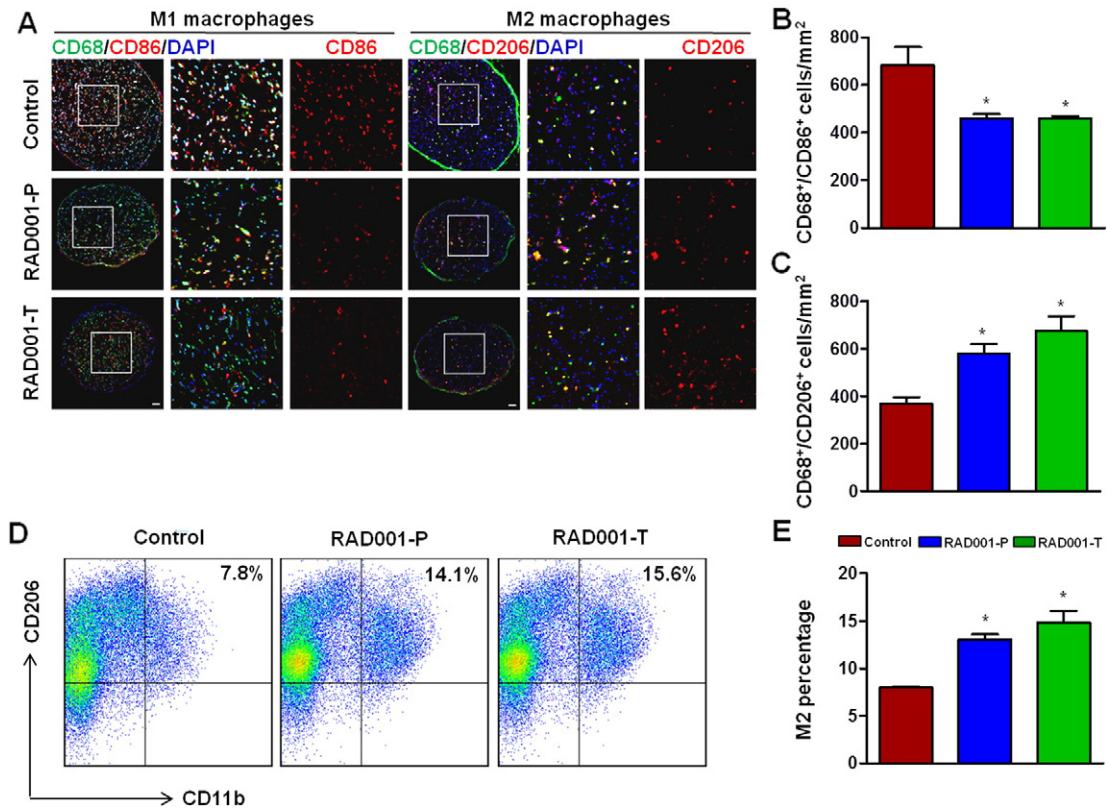 A
M1 macrophages
M2 macrophages
CD68/CD86/DAPI
CD86
CD68/CD206/DAPI
CD206
Control
RAD001-P
RAD001-T
B
CD68⁺/CD86⁺ cells/mm²
800
600
400
200
0
*
*
C
CD68⁺/CD206⁺ cells/mm²
800
600
400
200
0
*
*
D
Control
RAD001-P
RAD001-T
7.8%
14.1%
15.6%
CD206
CD11b
E
Control
RAD001-P
RAD001-T
M2 percentage
20
15
10
5
0
*
*